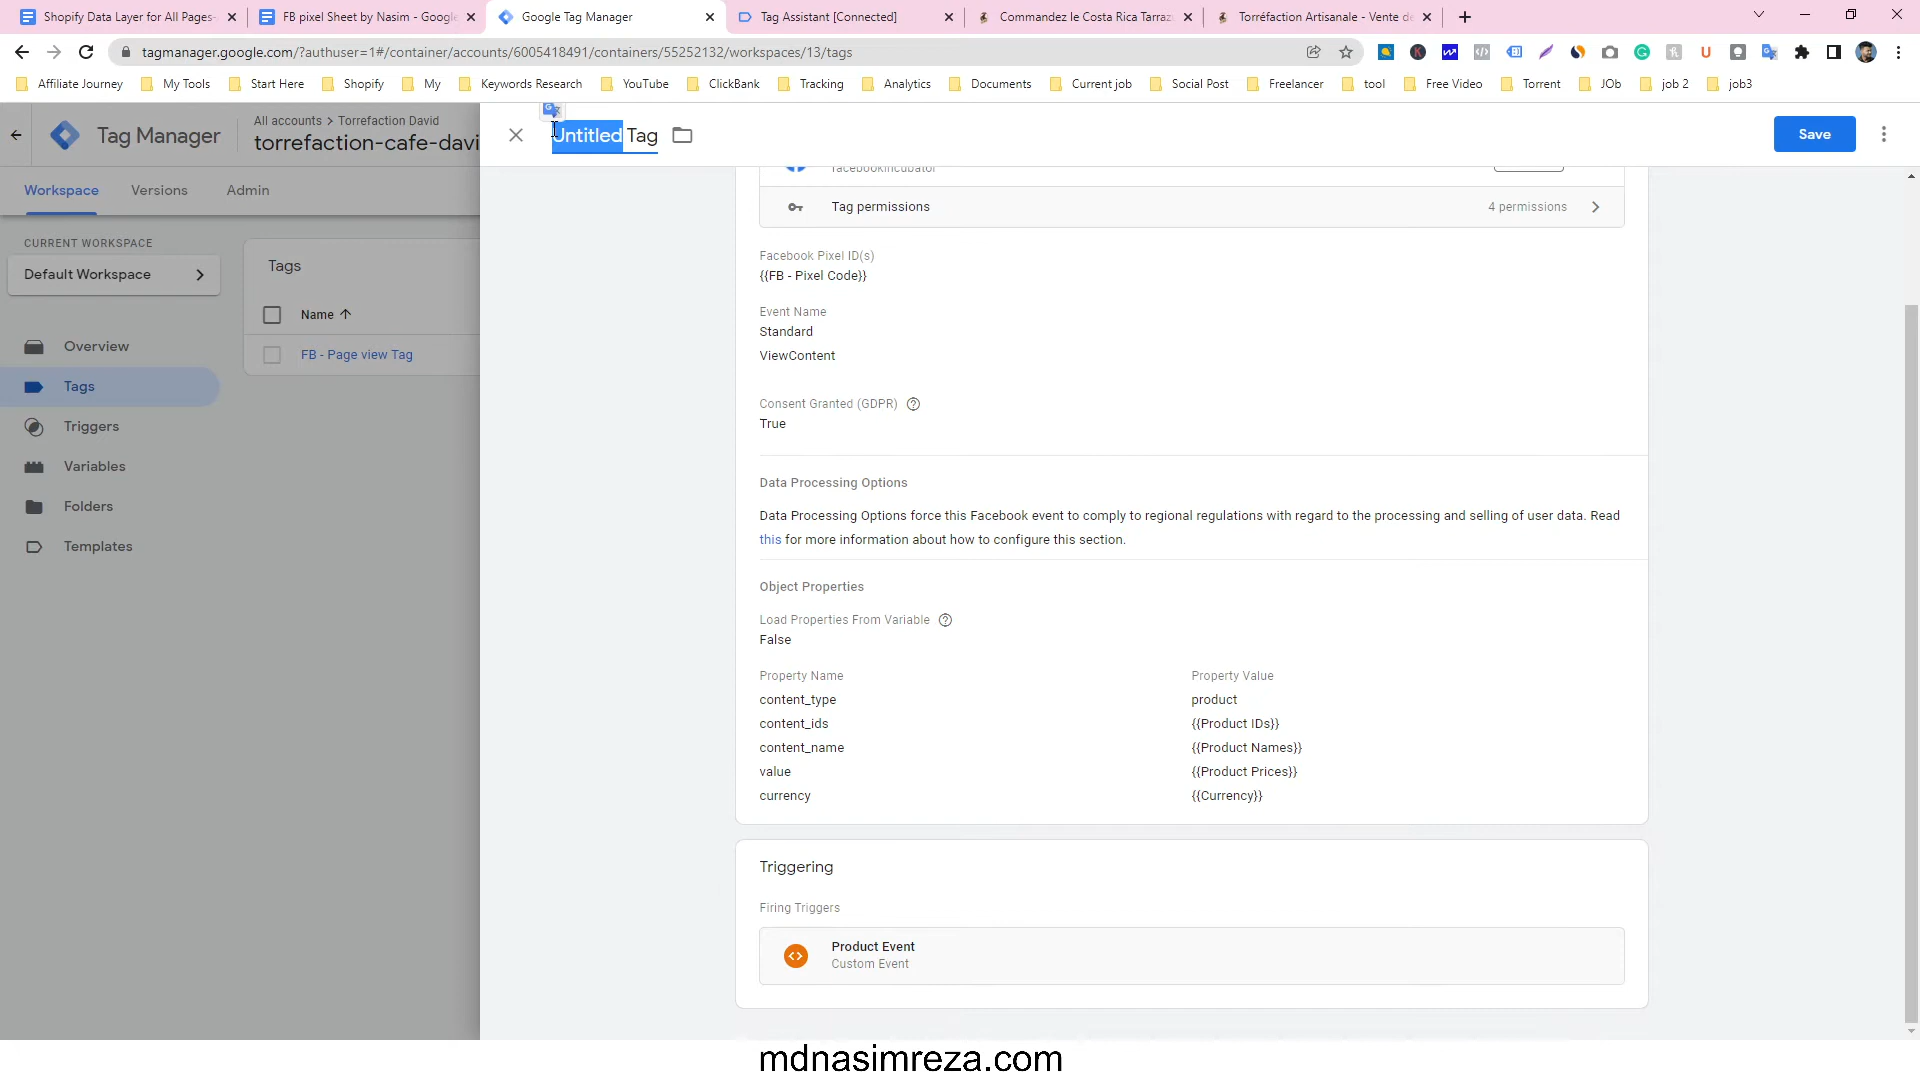 Shopify Data Layer for All Pages-
FB pixel Sheet by Nasim - Google
Google Tag Manager
Tag Assistant [Connected]
Commandez le Costa Rica Tarraz
Torréfaction Artisanale - Vente de
tagmanager.google.com/?authuser=1#/container/accounts/6005418491/containers/55252132/workspaces/13/tags
Affiliate Journey
My Tools
Start Here
Shopify
My
Keywords Research
YouTube
ClickBank
Tracking
Analytics
Documents
Current job
Social Post
Freelancer
tool
Free Video
Torrent
JOb
job 2
job3
Tag Manager
All accounts > Torrefaction David
torrefaction-cafe-davi
Untitled Tag
Save
Workspace
Versions
Admin
CURRENT WORKSPACE
Default Workspace
Overview
Tags
Triggers
Variables
Folders
Templates
Tags
Name
FB - Page view Tag
facebookincubator
Tag permissions
4 permissions
Facebook Pixel ID(s)
{{FB - Pixel Code}}
Event Name
Standard
ViewContent
Consent Granted (GDPR)
True
Data Processing Options
Data Processing Options force this Facebook event to comply to regional regulations with regard to the processing and selling of user data. Read
this for more information about how to configure this section.
Object Properties
Load Properties From Variable
False
Property Name
Property Value
content_type
product
content_ids
{{Product IDs}}
content_name
{{Product Names}}
value
{{Product Prices}}
currency
{{Currency}}
Triggering
Firing Triggers
Product Event
Custom Event
mdnasimreza.com